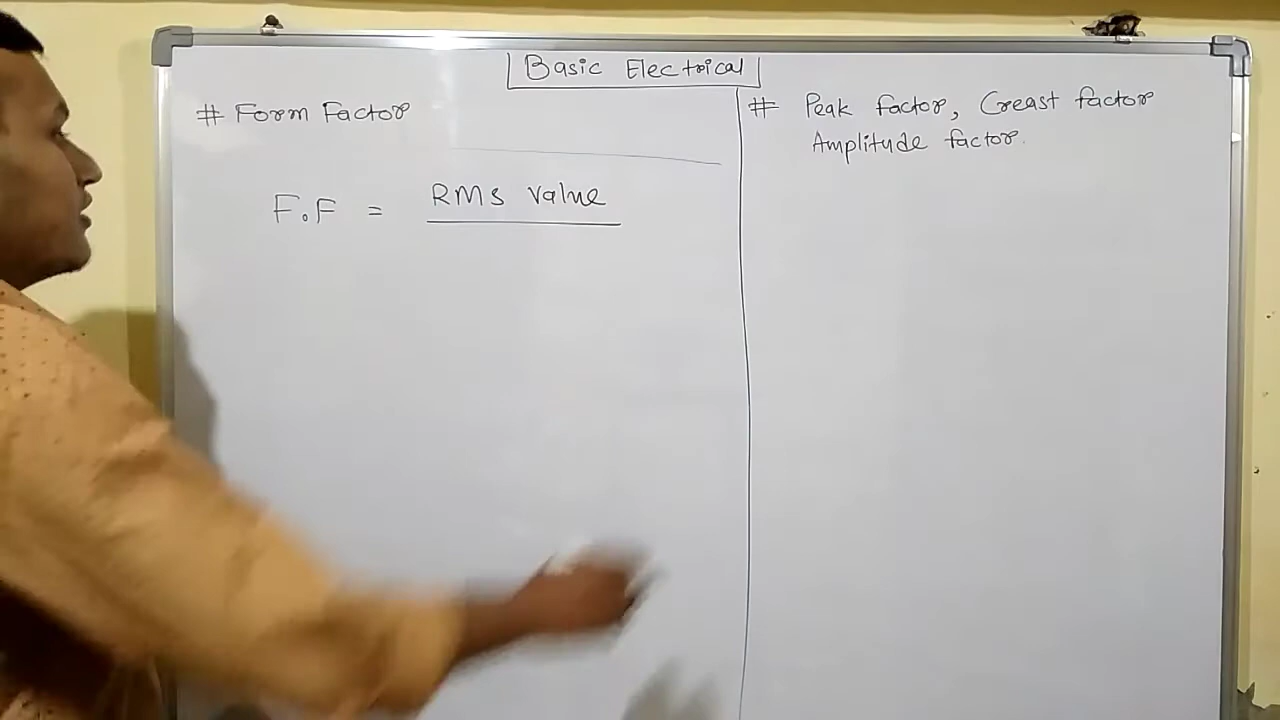 Basic Electrical
# Form Factor
F.F = RMS value
# Peak factor, Creast factor
Amplitude factor.